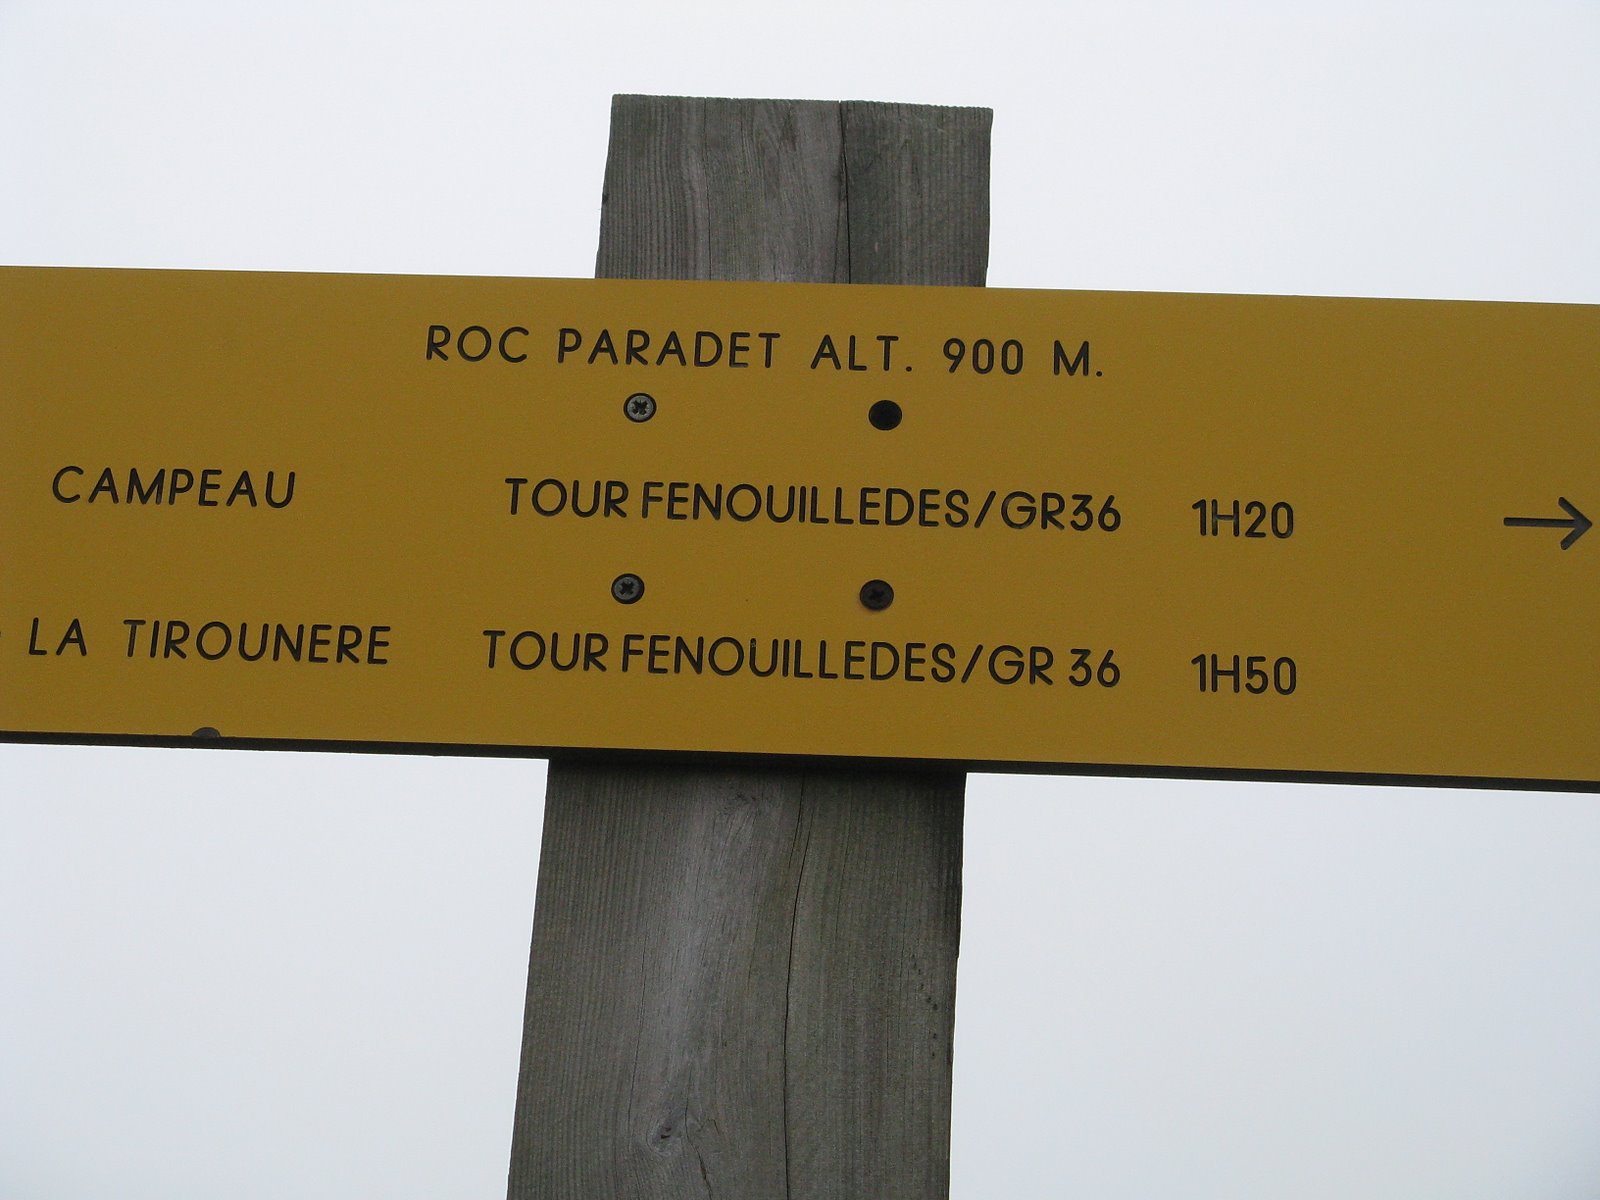 ROC PARADET ALT. 900 M.
CAMPEAU TOUR FENOUILLEDES/GR36 1H20 →
LA TIROUNERE TOUR FENOUILLEDES/GR 36 1H50